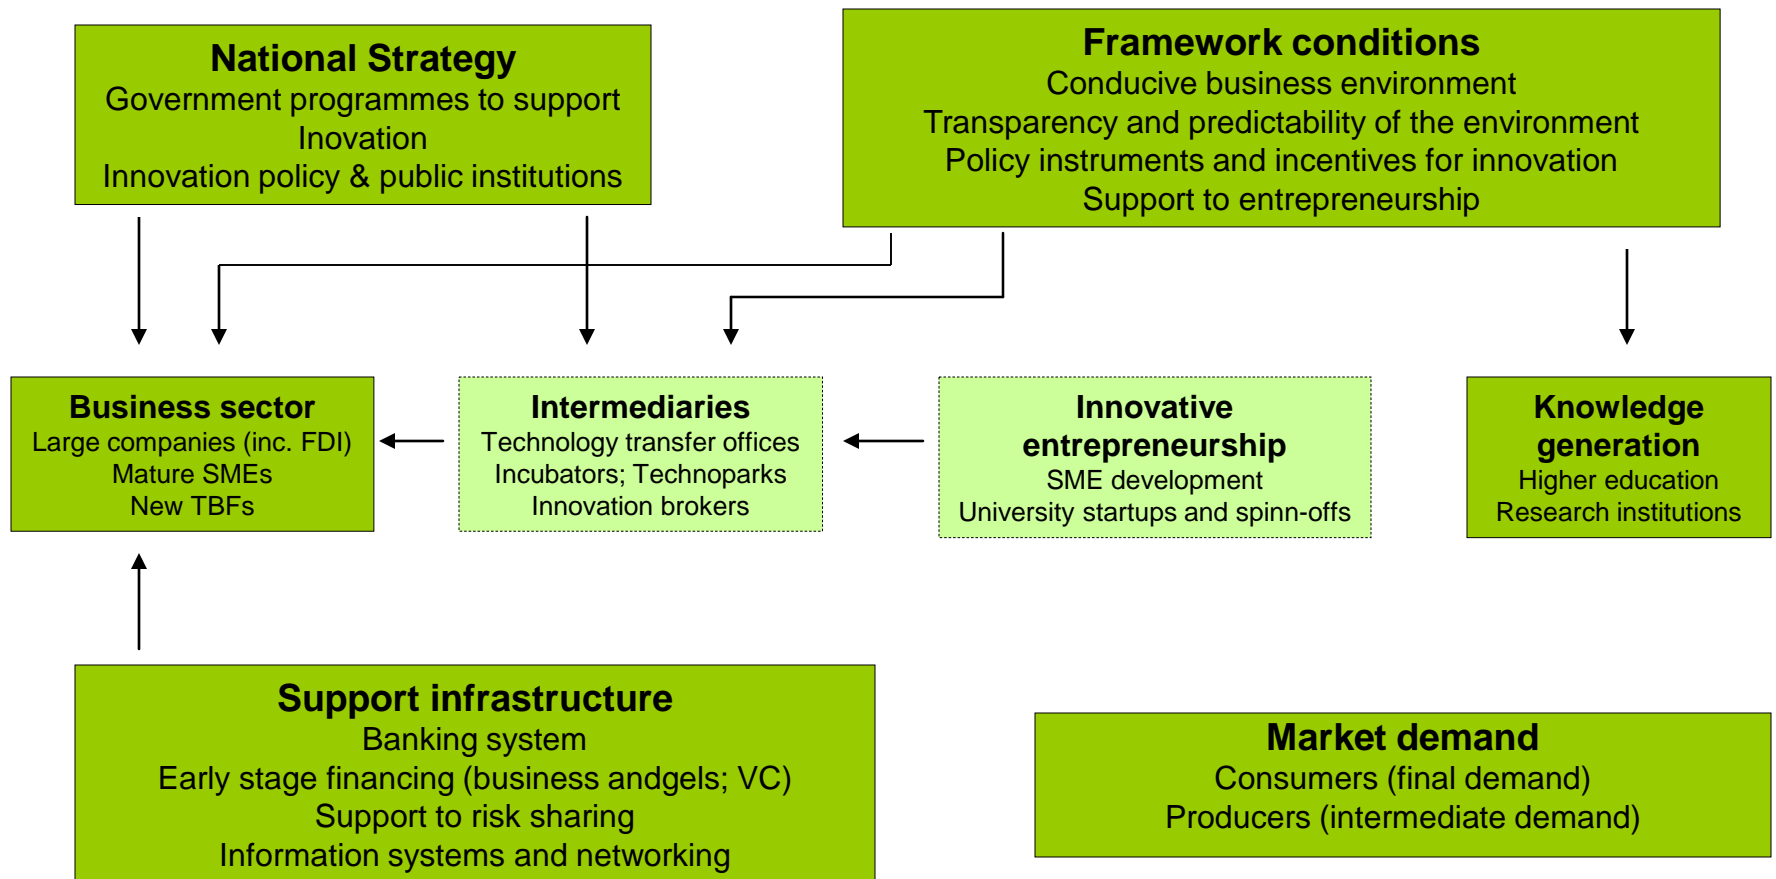 National Strategy
Government programmes to support
Inovation
Innovation policy & public institutions
Framework conditions
Conducive business environment
Transparency and predictability of the environment
Policy instruments and incentives for innovation
Support to entrepreneurship
Business sector
Large companies (inc. FDI)
Mature SMEs
New TBFs
Intermediaries
Technology transfer offices
Incubators; Technoparks
Innovation brokers
Innovative
entrepreneurship
SME development
University startups and spinn-offs
Knowledge
generation
Higher education
Research institutions
Support infrastructure
Banking system
Early stage financing (business andgels; VC)
Support to risk sharing
Information systems and networking
Market demand
Consumers (final demand)
Producers (intermediate demand)